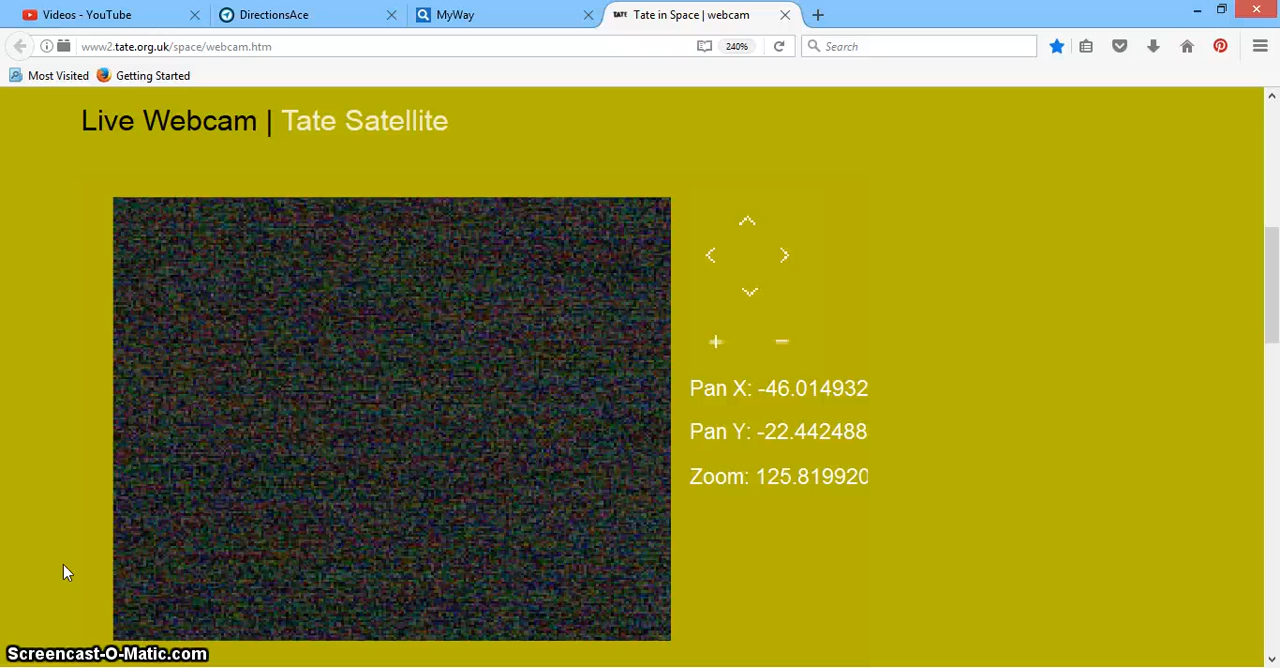 Videos - YouTube
DirectionsAce
MyWay
TATE Tate in Space | webcam
www2.tate.org.uk/space/webcam.htm
240%
Search
Most Visited
Getting Started
Live Webcam | Tate Satellite
Pan X: -46.014932
Pan Y: -22.442488
Zoom: 125.819920
Screencast-O-Matic.com